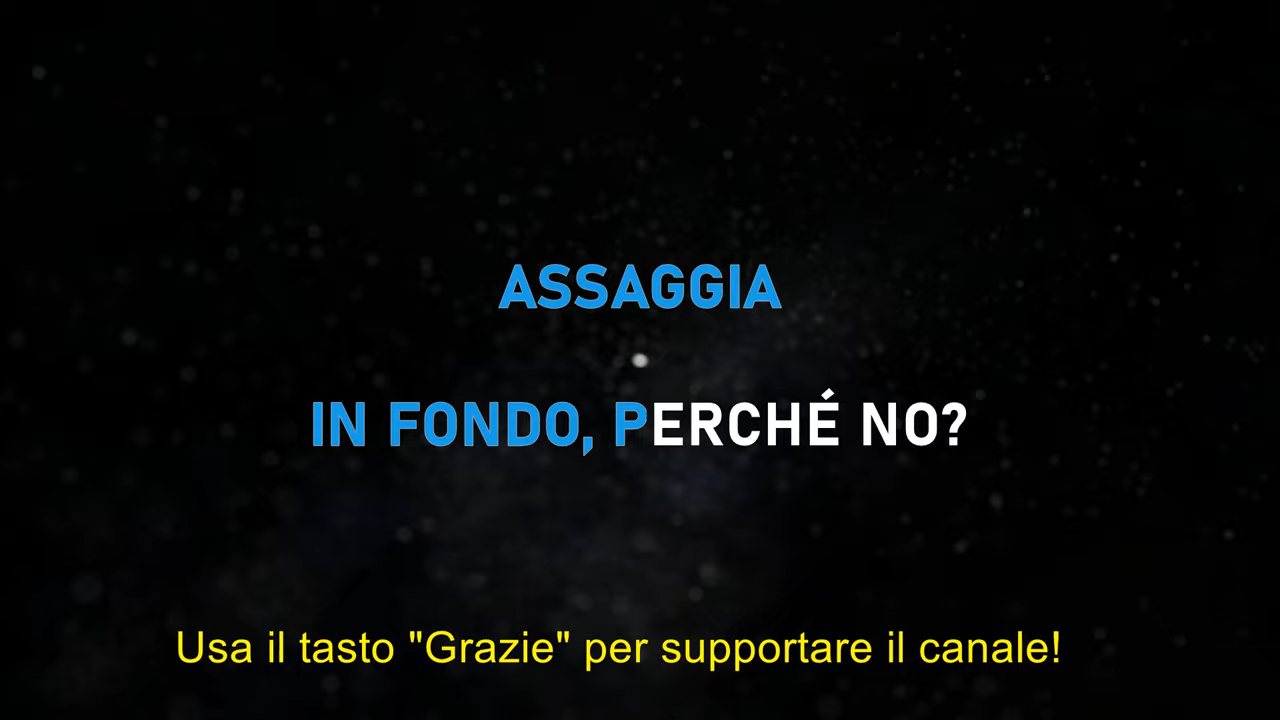 ASSAGGIA
IN FONDO, PERCHÉ NO?
Usa il tasto "Grazie" per supportare il canale!